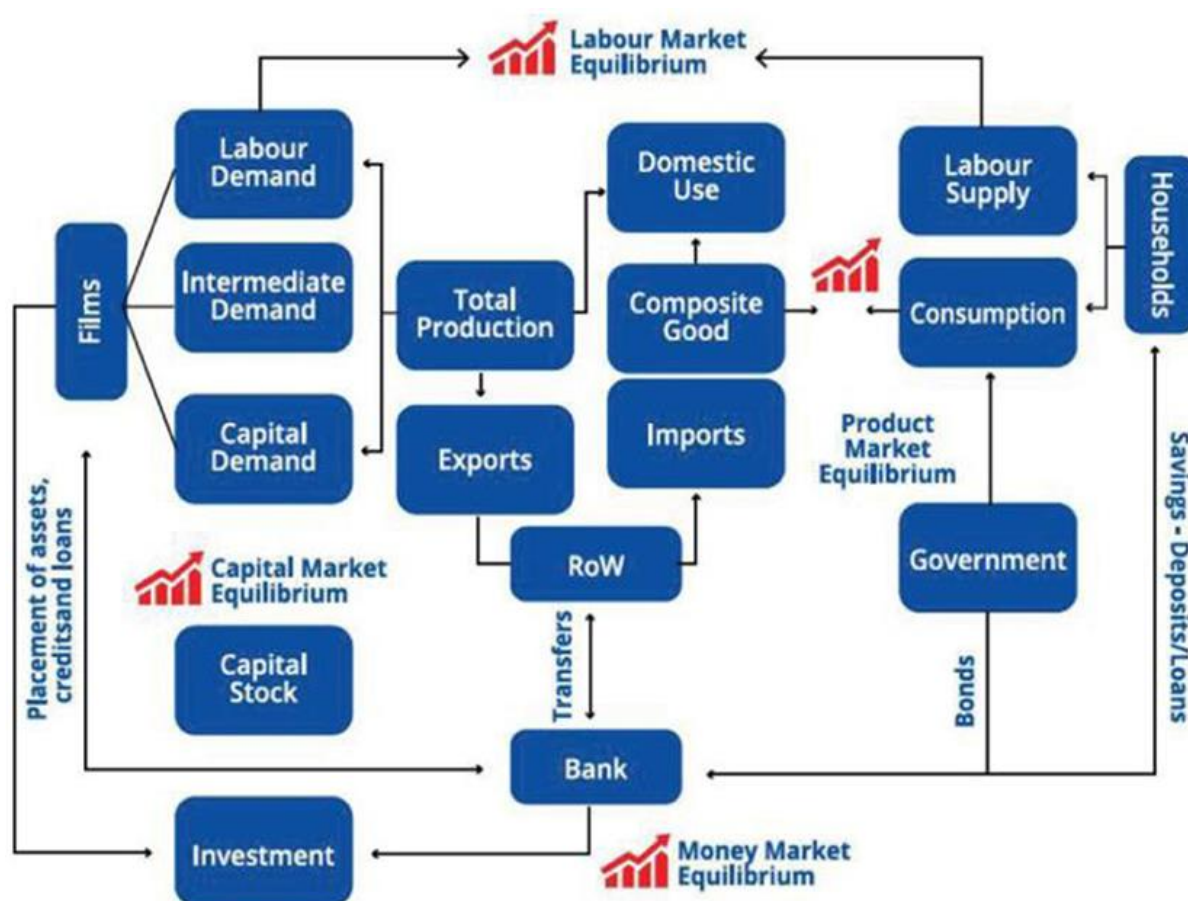 Labour Market
Equilibrium
Labour
Demand
Domestic
Use
Labour
Supply
Households
Films
Intermediate
Demand
Total
Production
Composite
Good
Consumption
Capital
Demand
Exports
Imports
Product
Market
Equilibrium
Placement of assets,
creditsand loans
Capital Market
Equilibrium
RoW
Government
Savings - Deposits/Loans
Capital
Stock
Transfers
Bonds
Bank
Investment
Money Market
Equilibrium